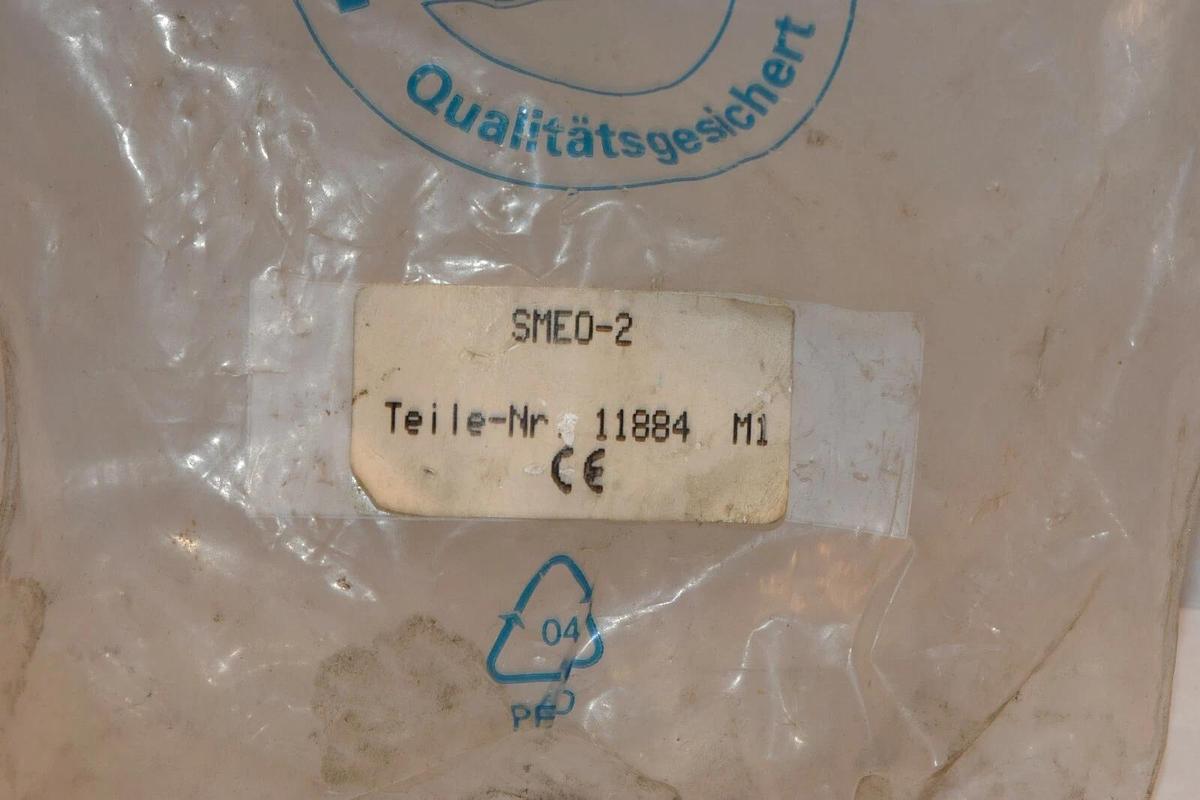 Qualitätsgesichert
SMEO-2
Teile-Nr. 11884 M1
CE
04
PE